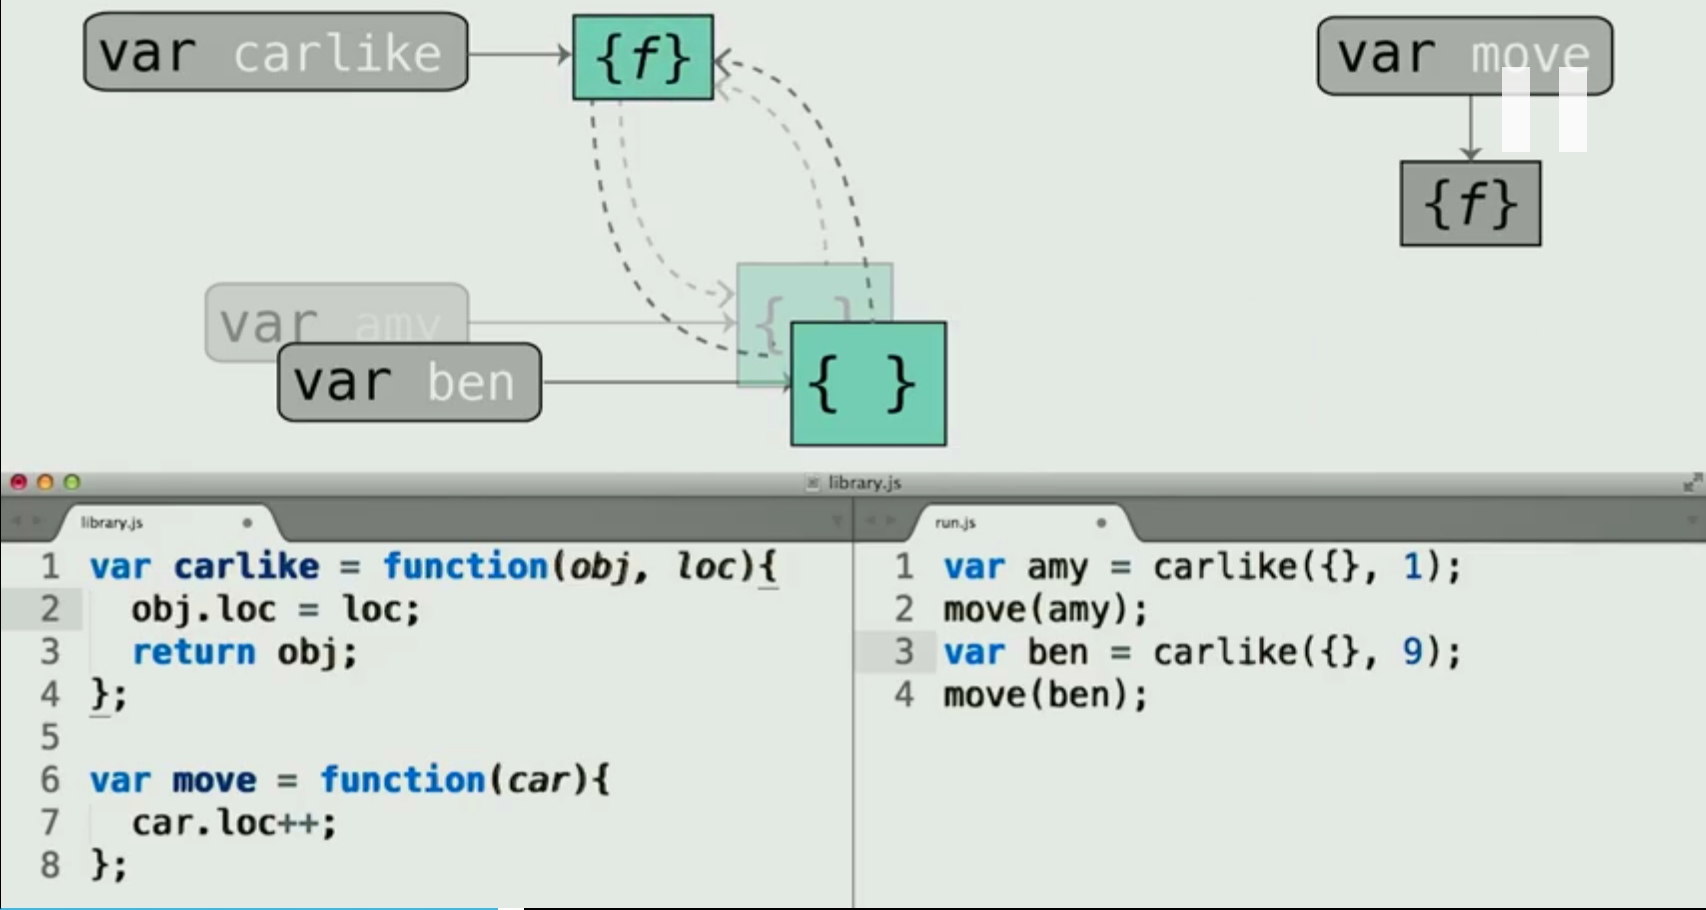 var carlike
{f}
var move
{f}
var amy
{ }
var ben
{ }
library.js
library.js
1 var carlike = function(obj, loc){
2 obj.loc = loc;
3 return obj;
4 };
5
6 var move = function(car){
7 car.loc++;
8 };
run.js
1 var amy = carlike({}, 1);
2 move(amy);
3 var ben = carlike({}, 9);
4 move(ben);